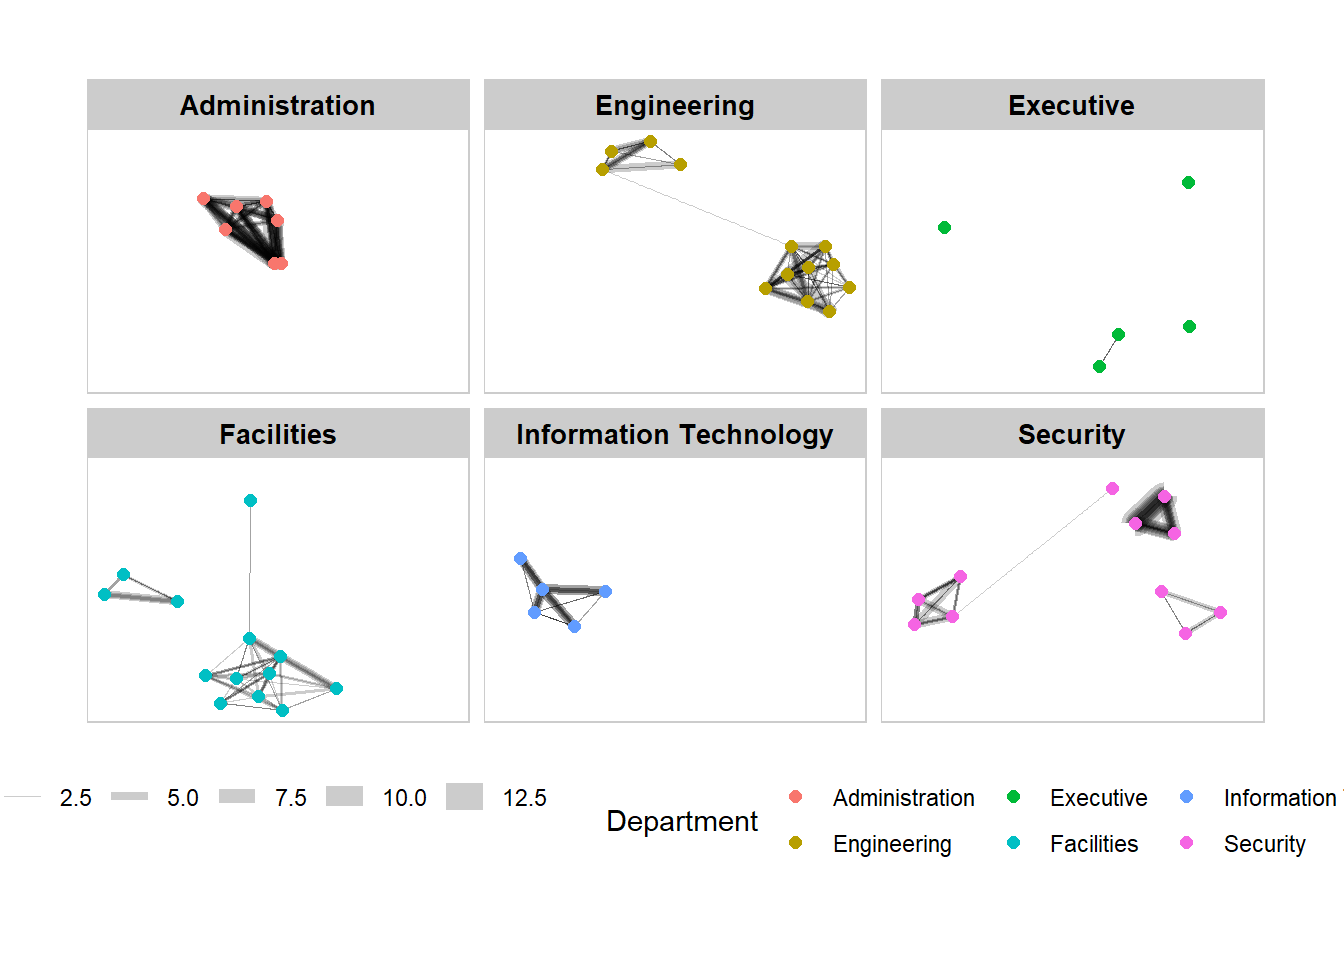 Administration
Engineering
Executive
Facilities
Information Technology
Security
2.5 5.0 7.5 10.0 12.5
Department
Administration Executive Information
Engineering Facilities Security